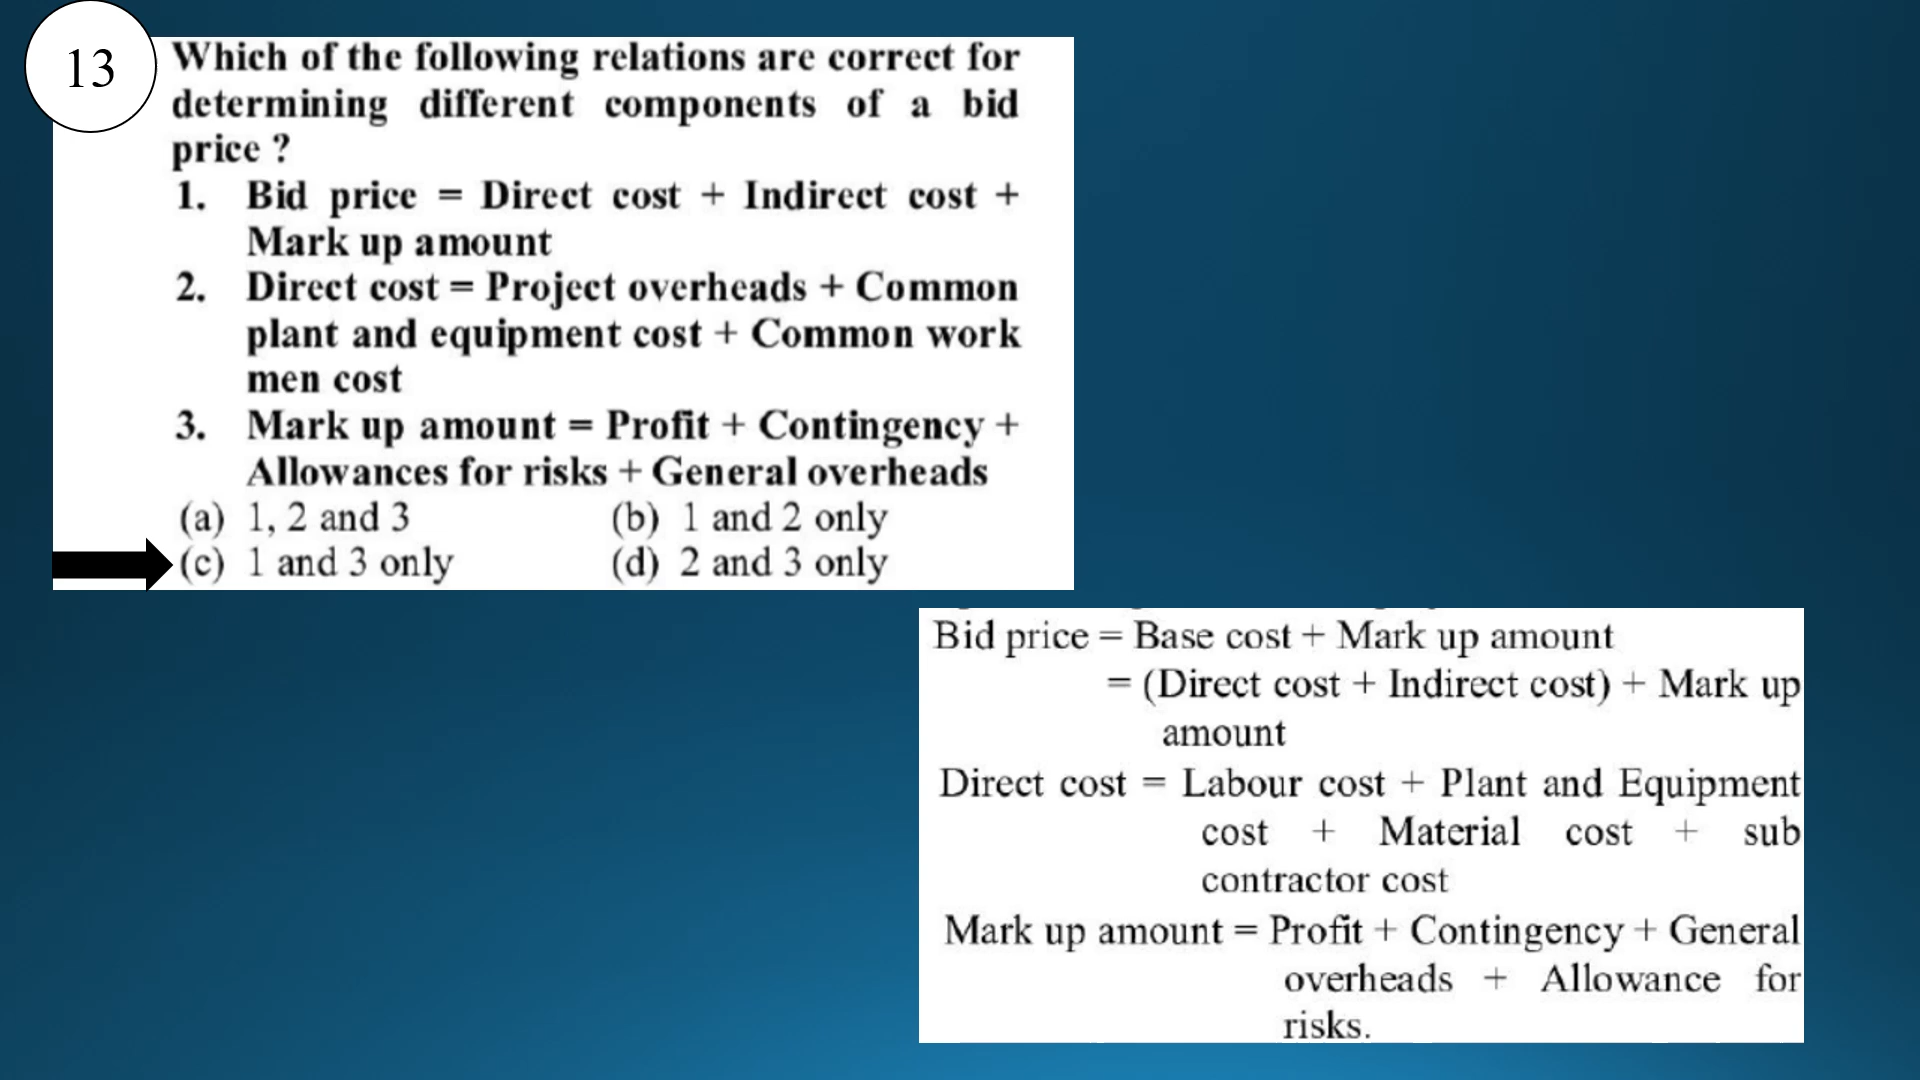 13
Which of the following relations are correct for
determining different components of a bid
price ?
1. Bid price = Direct cost + Indirect cost +
Mark up amount
2. Direct cost = Project overheads + Common
plant and equipment cost + Common work
men cost
3. Mark up amount = Profit + Contingency +
Allowances for risks + General overheads
(a) 1, 2 and 3 (b) 1 and 2 only
(c) 1 and 3 only (d) 2 and 3 only
Bid price = Base cost + Mark up amount
= (Direct cost + Indirect cost) + Mark up
amount
Direct cost = Labour cost + Plant and Equipment
cost + Material cost + sub
contractor cost
Mark up amount = Profit + Contingency + General
overheads + Allowance for
risks.